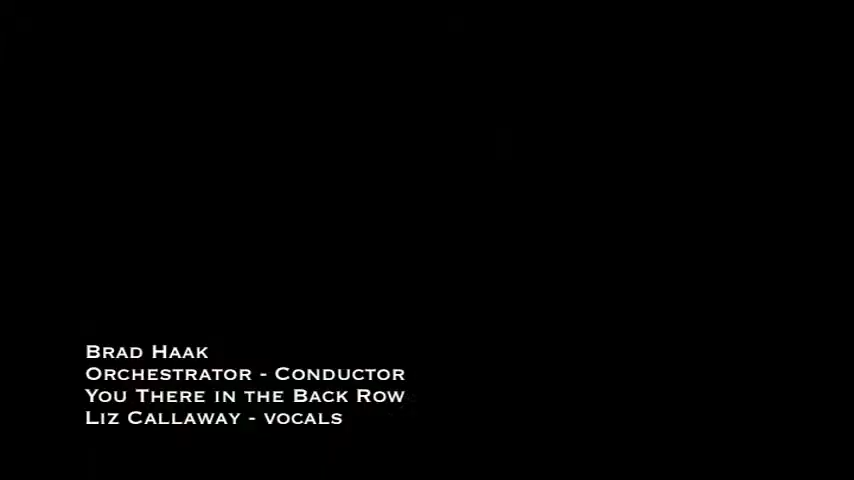 Brad Haak
Orchestrator - Conductor
You There in the Back Row
Liz Callaway - vocals